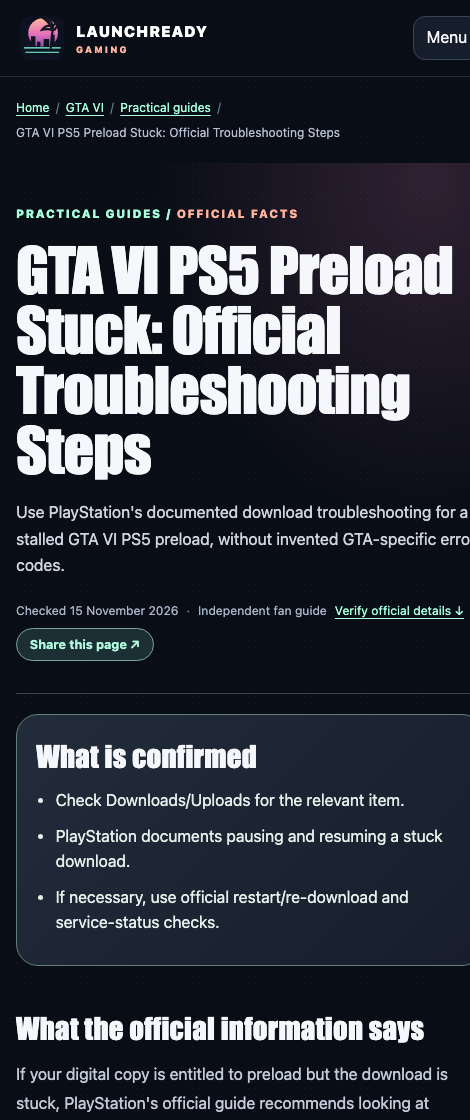 LAUNCHREADY
GAMING
Menu
Home / GTA VI / Practical guides /
GTA VI PS5 Preload Stuck: Official Troubleshooting Steps
PRACTICAL GUIDES / OFFICIAL FACTS
GTA VI PS5 Preload
Stuck: Official
Troubleshooting
Steps
Use PlayStation's documented download troubleshooting for a
stalled GTA VI PS5 preload, without invented GTA-specific erro
codes.
Checked 15 November 2026 · Independent fan guide Verify official details ↓
Share this page ↗
What is confirmed
• Check Downloads/Uploads for the relevant item.
• PlayStation documents pausing and resuming a stuck
download.
• If necessary, use official restart/re-download and
service-status checks.
What the official information says
If your digital copy is entitled to preload but the download is
stuck, PlayStation's official guide recommends looking at